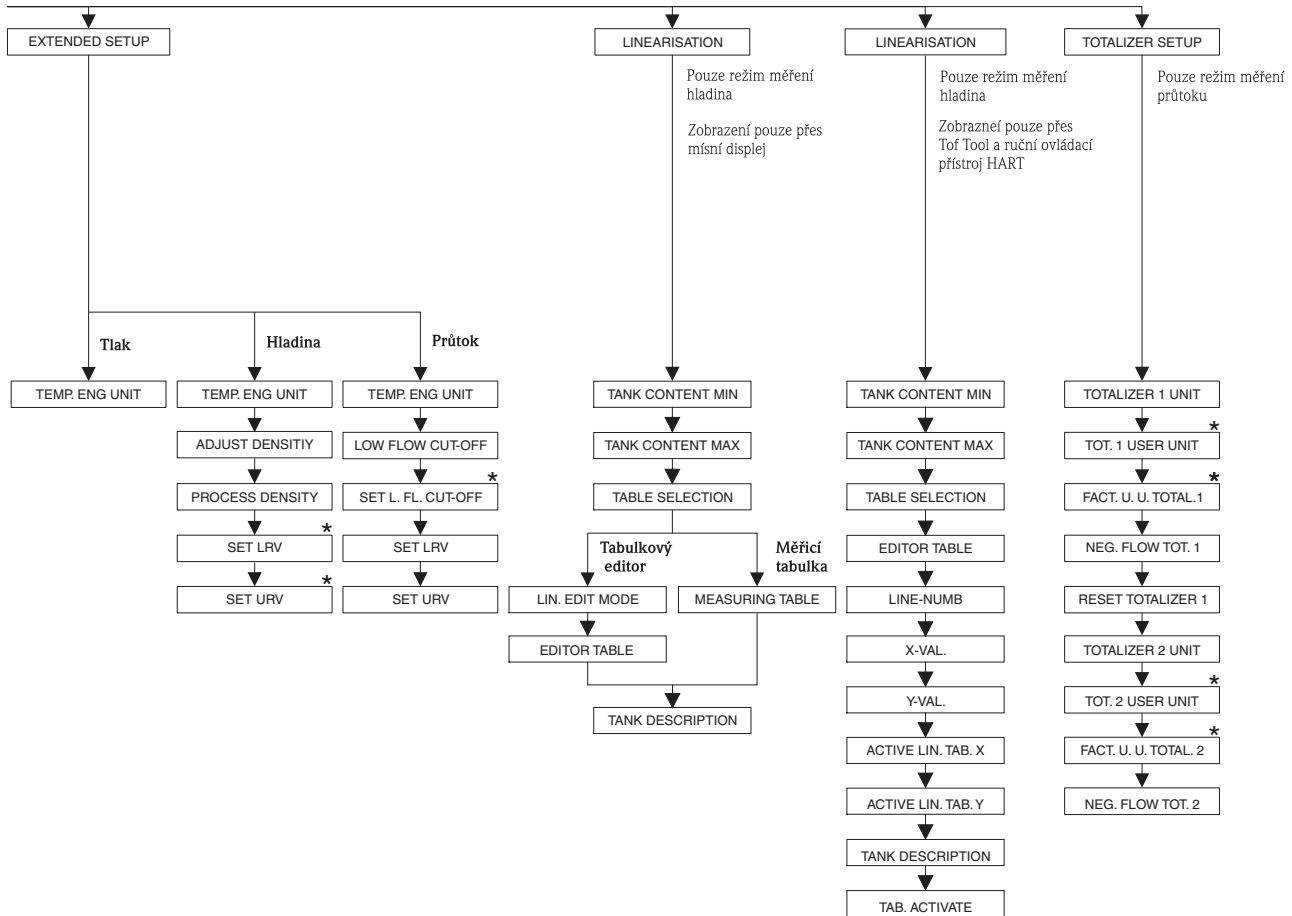 EXTENDED SETUP
LINEARISATION
LINEARISATION
TOTALIZER SETUP
Pouze režim měření
hladina
Zobrazení pouze přes
mísní displej
Pouze režim měření
hladina
Zobrazneí pouze přes
Tof Tool a ruční ovládací
přístroj HART
Pouze režim měření
průtoku
Tlak
Hladina
Průtok
TEMP. ENG UNIT
TEMP. ENG UNIT
ADJUST DENSITIY
PROCESS DENSITY
*
SET LRV
*
SET URV
TEMP. ENG UNIT
LOW FLOW CUT-OFF
*
SET L. FL. CUT-OFF
SET LRV
SET URV
TANK CONTENT MIN
TANK CONTENT MAX
TABLE SELECTION
Tabulkový
editor
Měřicí
tabulka
LIN. EDIT MODE
MEASURING TABLE
EDITOR TABLE
TANK DESCRIPTION
TANK CONTENT MIN
TANK CONTENT MAX
TABLE SELECTION
EDITOR TABLE
LINE-NUMB
X-VAL.
Y-VAL.
ACTIVE LIN. TAB. X
ACTIVE LIN. TAB. Y
TANK DESCRIPTION
TAB. ACTIVATE
TOTALIZER 1 UNIT
*
TOT. 1 USER UNIT
*
FACT. U. U. TOTAL.1
NEG. FLOW TOT. 1
RESET TOTALIZER 1
TOTALIZER 2 UNIT
*
TOT. 2 USER UNIT
*
FACT. U. U. TOTAL. 2
NEG. FLOW TOT. 2